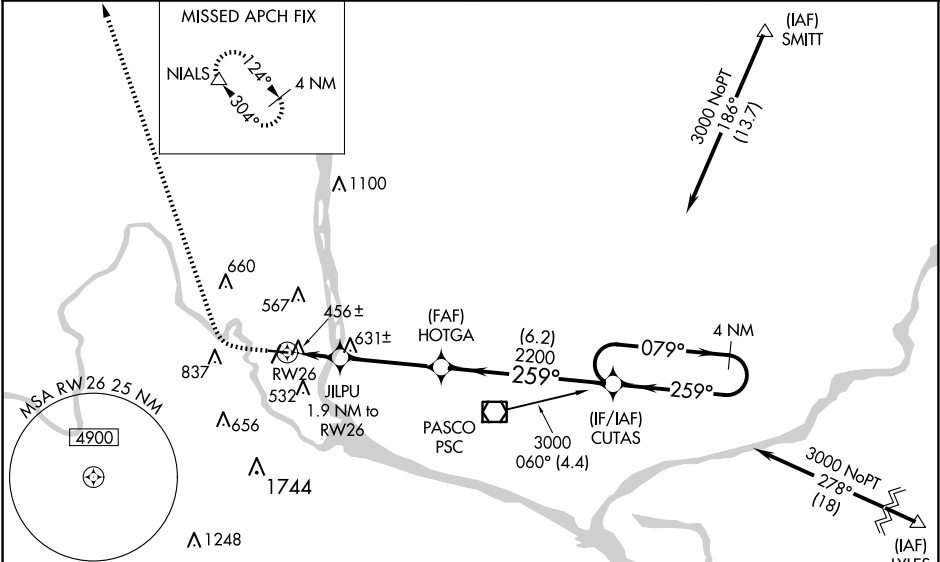 MISSED APCH FIX
NIALS
124°
304°
4 NM
(IAF)
SMITT
3000 NoPT
186°
(13.7)
1100
660
567
456±
631±
(FAF)
HOTGA
(6.2)
2200
259°
4 NM
079°
259°
837
RW26
532
JILPU
1.9 NM to
RW26
(IF/IAF)
CUTAS
PASCO
PSC
3000
060° (4.4)
MSA RW26 25 NM
4900
656
1744
1248
3000 NoPT
278°
(18)
(IAF)
LYLES